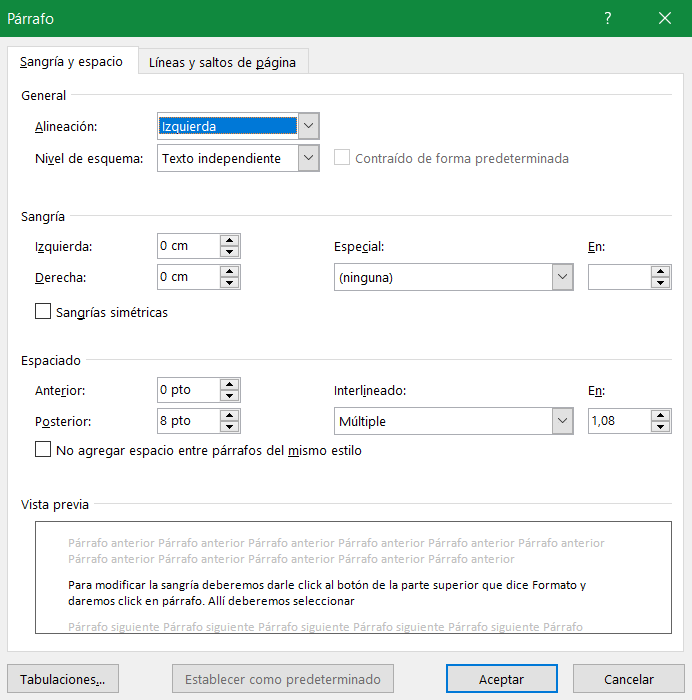 Párrafo ?
Sangría y espacio Líneas y saltos de página
General
Alineación: Izquierda
Nivel de esquema: Texto independiente Contraído de forma predeterminada
Sangría
Izquierda: 0 cm Especial: En:
Derecha: 0 cm (ninguna)
Sangrías simétricas
Espaciado
Anterior: 0 pto Interlineado: En:
Posterior: 8 pto Múltiple 1,08
No agregar espacio entre párrafos del mismo estilo
Vista previa
Párrafo anterior Párrafo anterior Párrafo anterior Párrafo anterior Párrafo anterior Párrafo anterior
Párrafo anterior Párrafo anterior Párrafo anterior Párrafo anterior Párrafo anterior
Para modificar la sangría deberemos darle click al botón de la parte superior que dice Formato y
daremos click en párrafo. Allí deberemos seleccionar
Párrafo siguiente Párrafo siguiente Párrafo siguiente Párrafo siguiente Párrafo siguiente Párrafo
Tabulaciones... Establecer como predeterminado Aceptar Cancelar